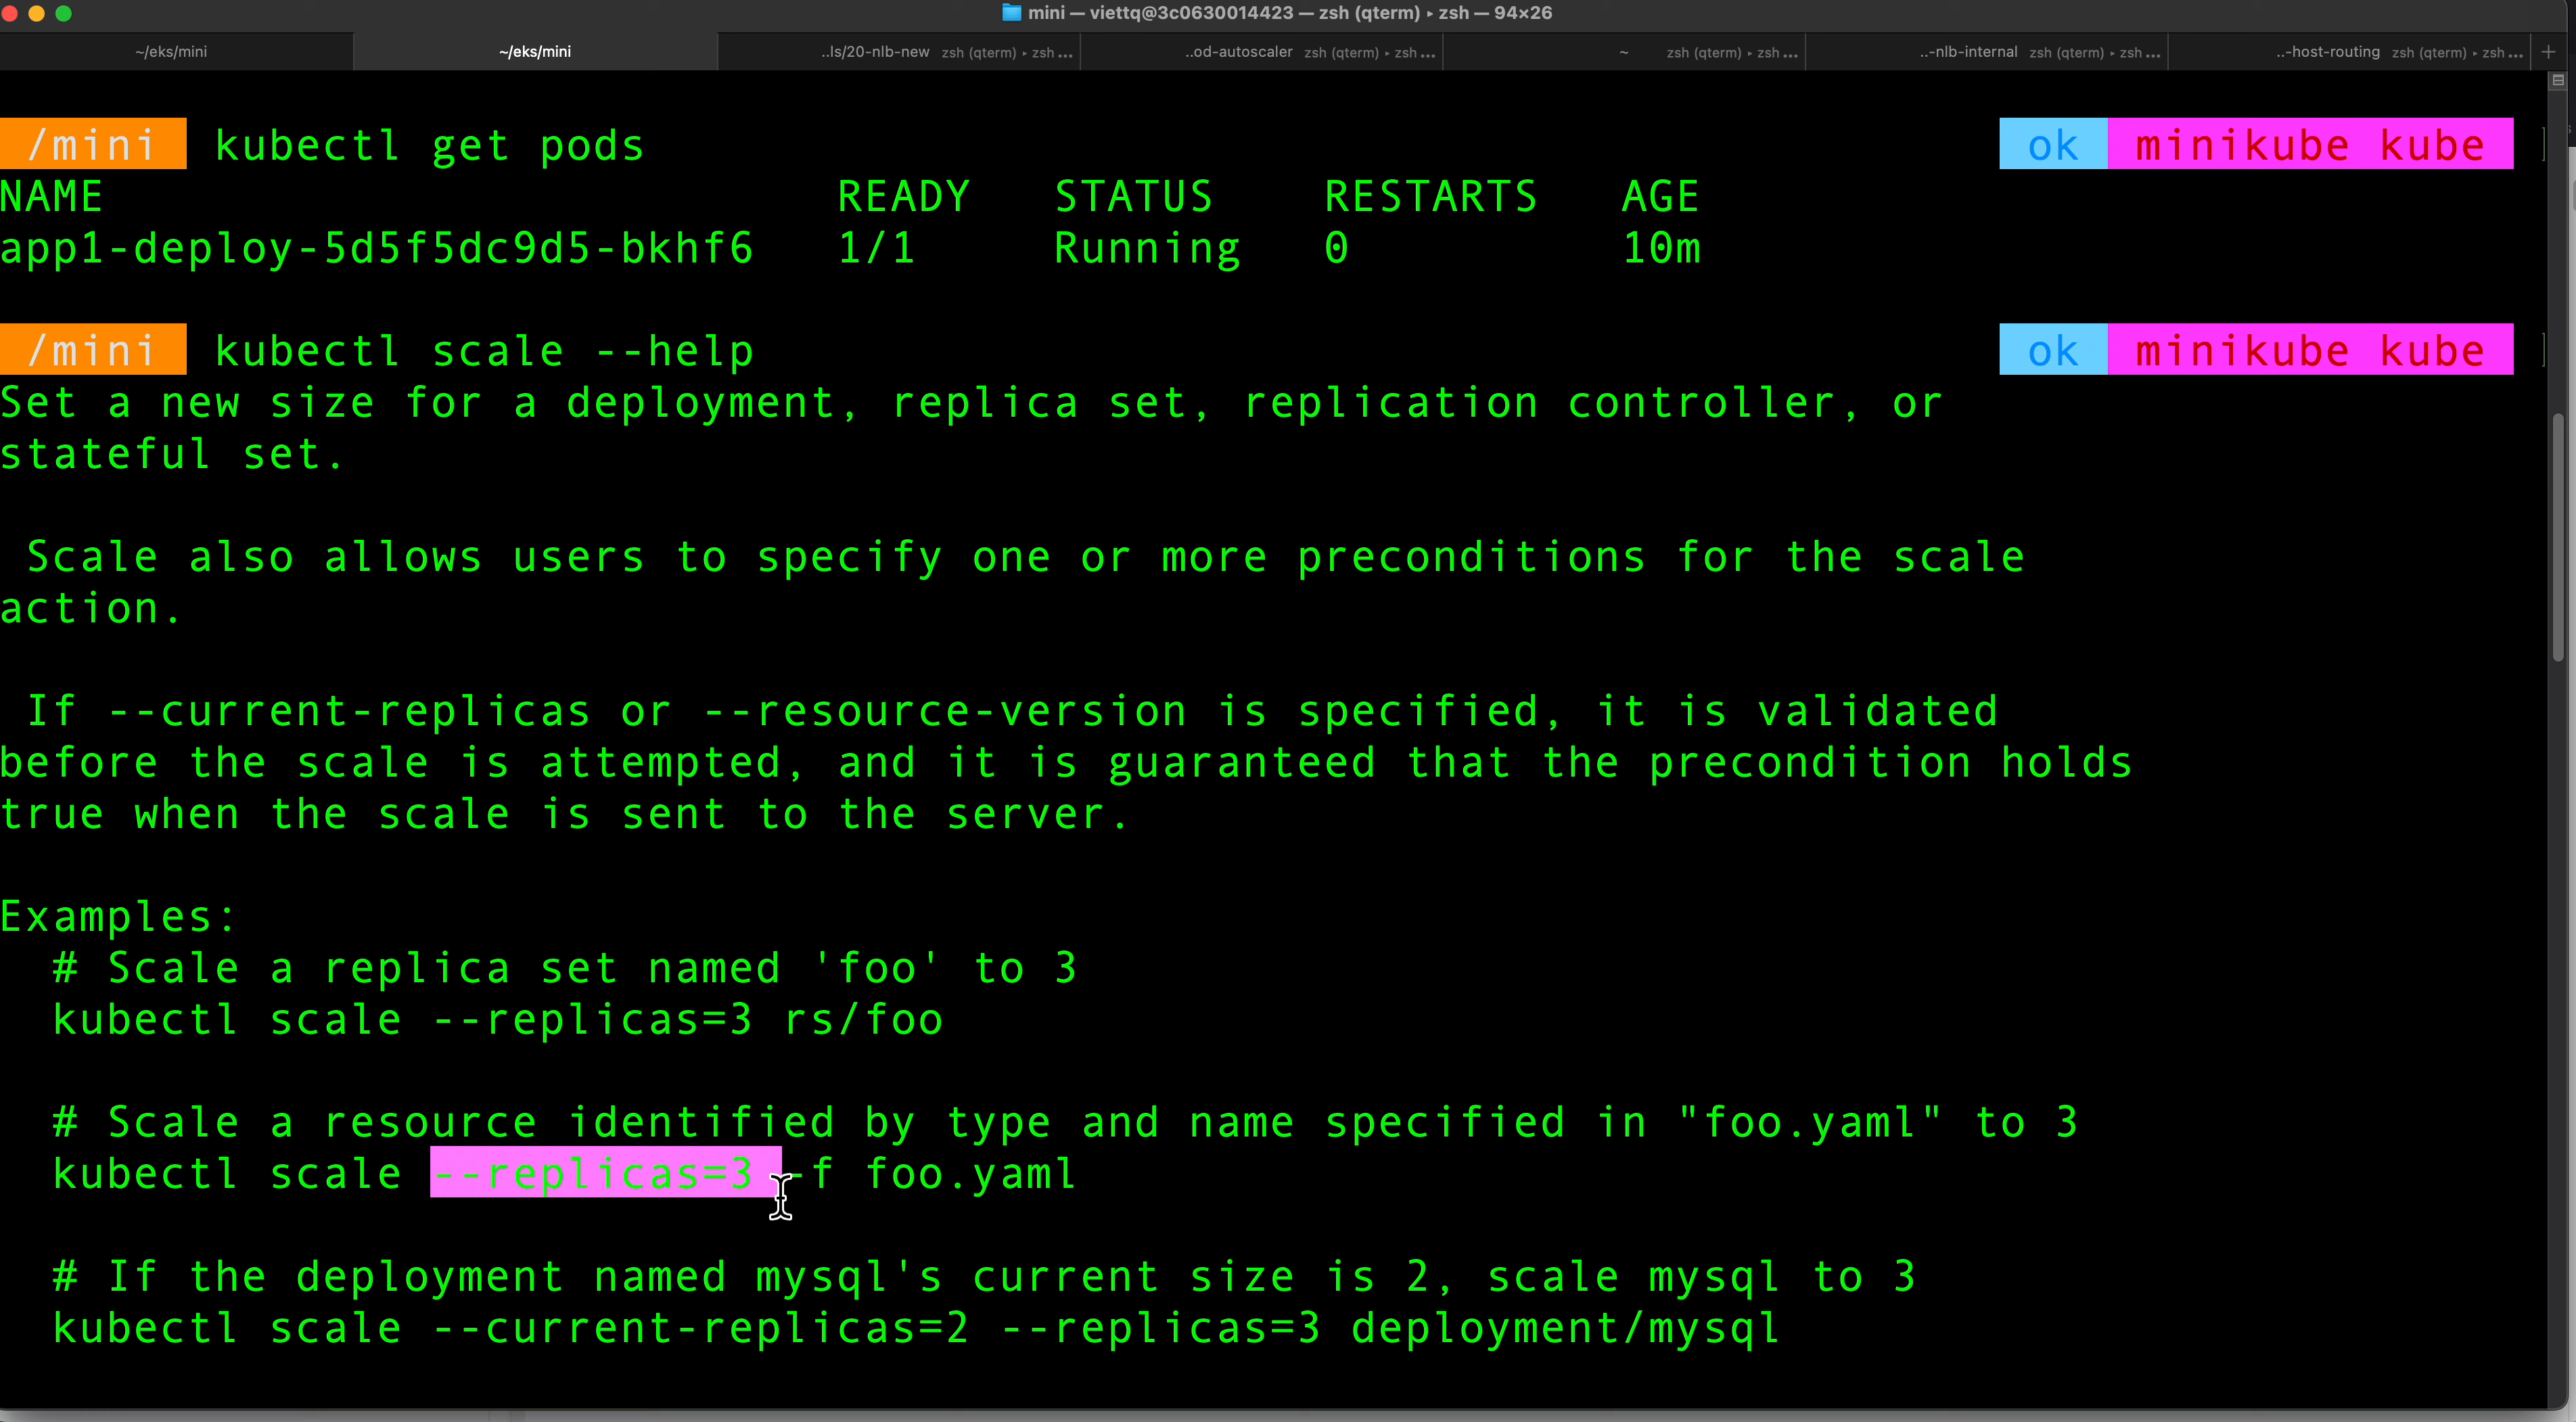 mini — viettq@3c0630014423 — zsh (qterm) ▸ zsh — 94×26
~/eks/mini ~/eks/mini ..ls/20-nlb-new zsh (qterm) ▸ zsh ... ..od-autoscaler zsh (qterm) ▸ zsh ... ~ zsh (qterm) ▸ zsh ... ..-nlb-internal zsh (qterm) ▸ zsh ... ..-host-routing zsh (qterm) ▸ zsh ... +
/mini kubectl get pods ok minikube kube
NAME READY STATUS RESTARTS AGE
app1-deploy-5d5f5dc9d5-bkhf6 1/1 Running 0 10m
/mini kubectl scale --help ok minikube kube
Set a new size for a deployment, replica set, replication controller, or
stateful set.
Scale also allows users to specify one or more preconditions for the scale
action.
If --current-replicas or --resource-version is specified, it is validated
before the scale is attempted, and it is guaranteed that the precondition holds
true when the scale is sent to the server.
Examples:
# Scale a replica set named 'foo' to 3
kubectl scale --replicas=3 rs/foo
# Scale a resource identified by type and name specified in "foo.yaml" to 3
kubectl scale --replicas=3 -f foo.yaml
# If the deployment named mysql's current size is 2, scale mysql to 3
kubectl scale --current-replicas=2 --replicas=3 deployment/mysql